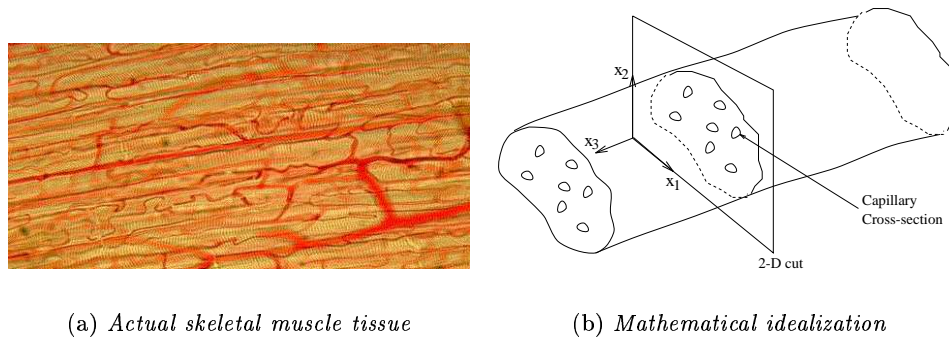 x2
x3
x1
Capillary
Cross-section
2-D cut
(a) Actual skeletal muscle tissue
(b) Mathematical idealization